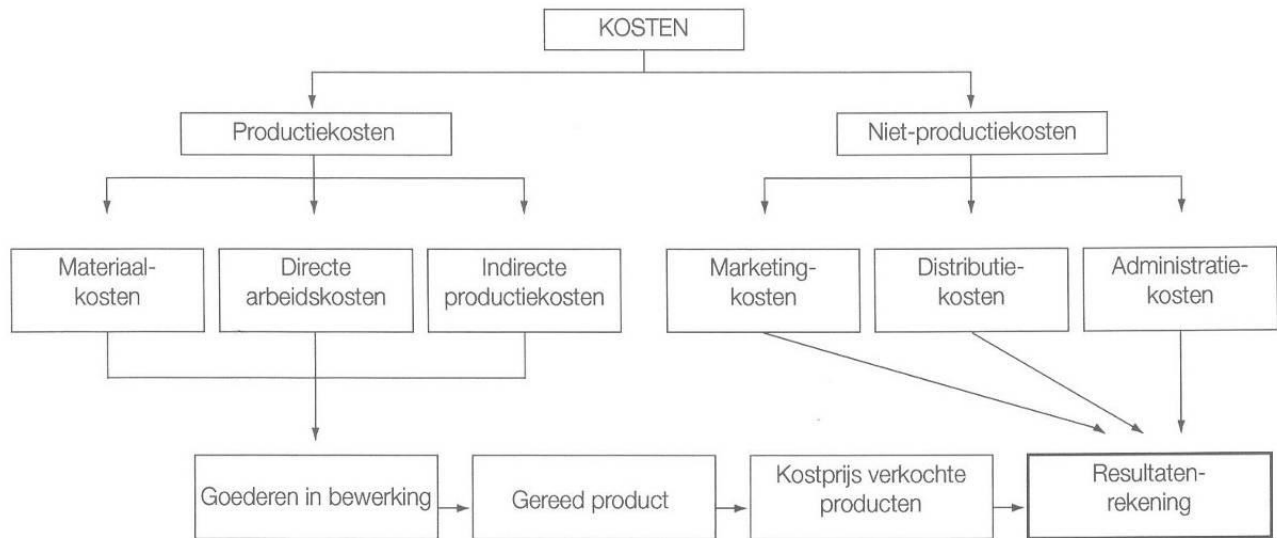 KOSTEN
Productiekosten
Niet-productiekosten
Materiaal-
kosten
Directe
arbeidskosten
Indirecte
productiekosten
Marketing-
kosten
Distributie-
kosten
Administratie-
kosten
Goederen in bewerking
Gereed product
Kostprijs verkochte
producten
Resultaten-
rekening